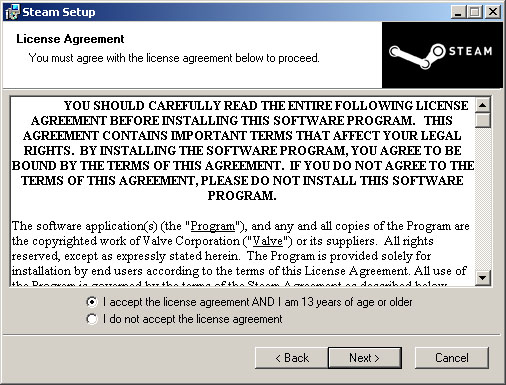 Steam Setup
License Agreement
You must agree with the license agreement below to proceed.
STEAM
YOU SHOULD CAREFULLY READ THE ENTIRE FOLLOWING LICENSE
AGREEMENT BEFORE INSTALLING THIS SOFTWARE PROGRAM. THIS
AGREEMENT CONTAINS IMPORTANT TERMS THAT AFFECT YOUR LEGAL
RIGHTS. BY INSTALLING THE SOFTWARE PROGRAM, YOU AGREE TO BE
BOUND BY THE TERMS OF THIS AGREEMENT. IF YOU DO NOT AGREE TO THE
TERMS OF THIS AGREEMENT, PLEASE DO NOT INSTALL THIS SOFTWARE
PROGRAM.
The software application(s) (the "Program"), and any and all copies of the Program are
the copyrighted work of Valve Corporation ("Valve") or its suppliers. All rights
reserved, except as expressly stated herein. The Program is provided solely for
installation by end users according to the terms of this License Agreement. All use of
the Program is governed by the terms of the Steam Agreement as described below
I accept the license agreement AND I am 13 years of age or older
I do not accept the license agreement
< Back
Next >
Cancel